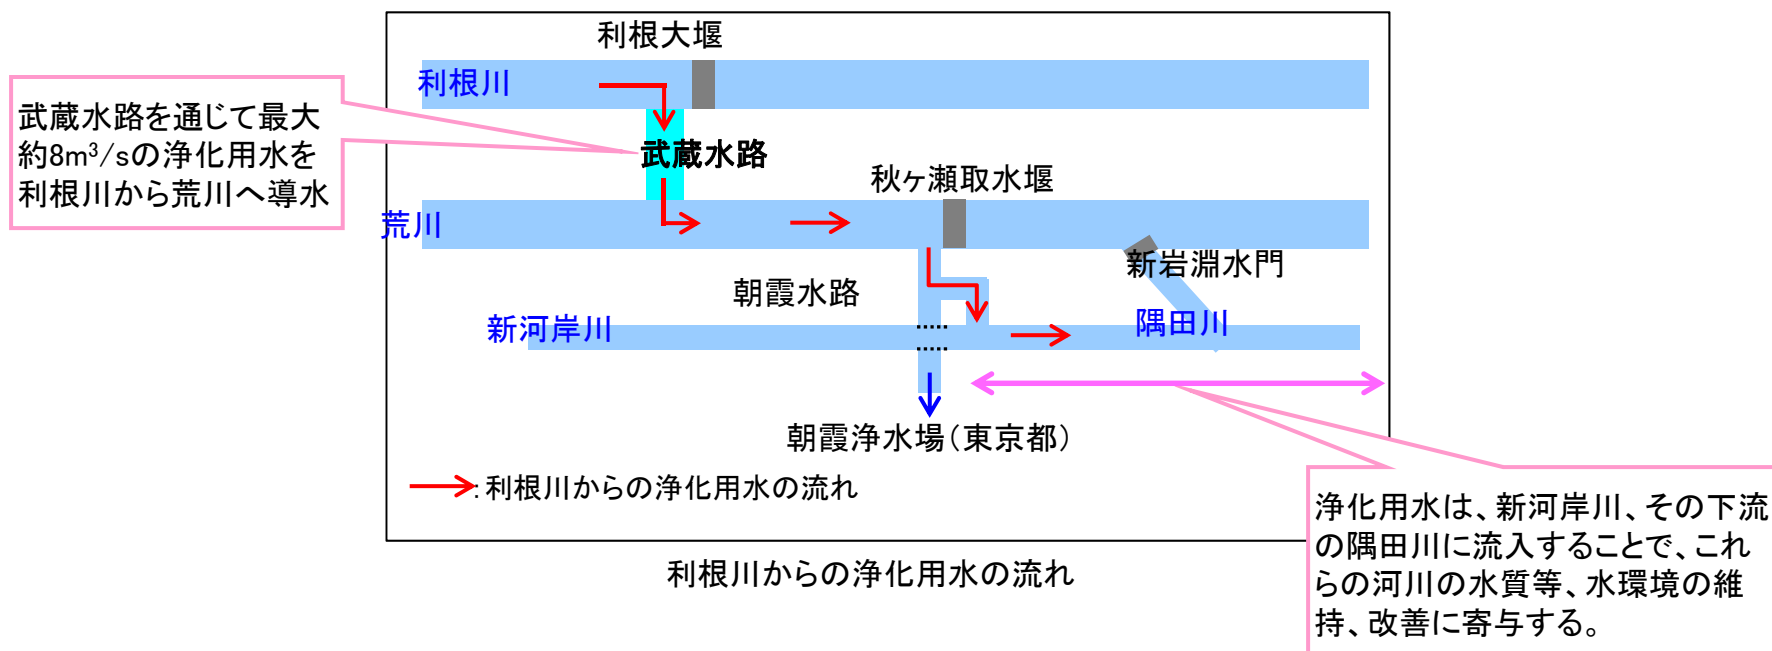 利根大堰
利根川
武蔵水路を通じて最大
約8m³/sの浄化用水を
利根川から荒川へ導水
武蔵水路
秋ヶ瀬取水堰
荒川
新岩淵水門
朝霞水路
新河岸川
隅田川
朝霞浄水場（東京都）
：利根川からの浄化用水の流れ
浄化用水は、新河岸川、その下流
の隅田川に流入することで、これ
らの河川の水質等、水環境の維
持、改善に寄与する。
利根川からの浄化用水の流れ